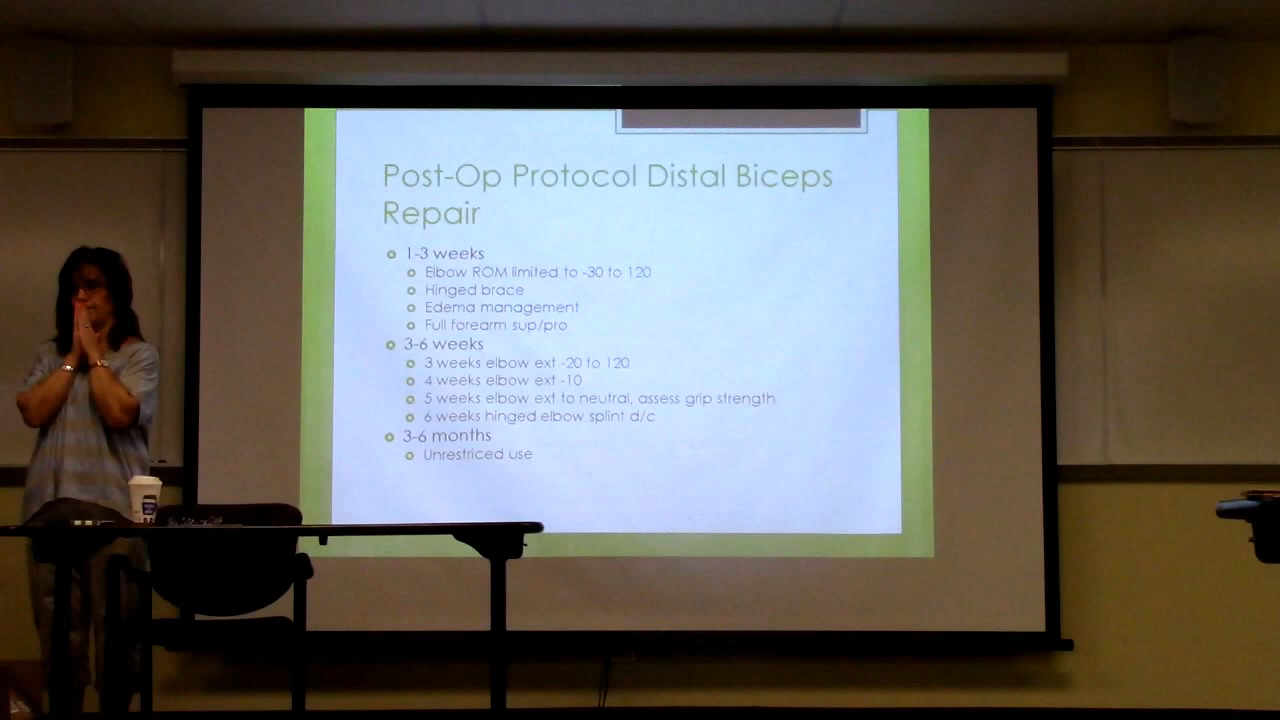 Post-Op Protocol Distal Biceps
Repair
1-3 weeks
Elbow ROM limited to -30 to 120
Hinged brace
Edema management
Full forearm sup/pro
3-6 weeks
3 weeks elbow ext -20 to 120
4 weeks elbow ext -10
5 weeks elbow ext to neutral, assess grip strength
6 weeks hinged elbow splint d/c
3-6 months
Unrestriced use